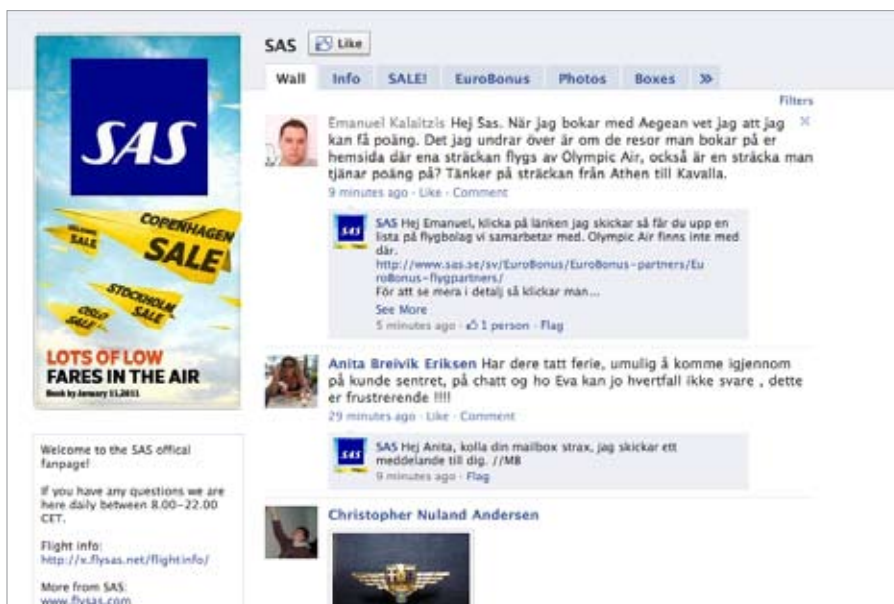 SAS Like
Wall Info SALE! EuroBonus Photos Boxes »
Filters
SAS
COPENHAGEN
SALE
SALE
STOCKHOLM
SALE
OSLO
SALE
LOTS OF LOW
FARES IN THE AIR
Book by January 11,2011
Welcome to the SAS offical
fanpage!
If you have any questions we are
here daily between 8.00-22.00
CET.
Flight info:
http://x.flysas.net/flightinfo/
More from SAS:
www.flysas.com
Emanuel Kalaitzis Hej Sas. När jag bokar med Aegean vet jag att jag
kan få poäng. Det jag undrar över är om de resor man bokar på er
hemsida där ena sträckan flygs av Olympic Air, också är en sträcka man
tjänar poäng på? Tänker på sträckan från Athen till Kavalla.
9 minutes ago · Like · Comment
SAS
SAS Hej Emanuel, klicka på länken jag skickar så får du upp en
lista på flygbolag vi samarbetar med. Olympic Air finns inte med
där.
http://www.sas.se/sv/EuroBonus/EuroBonus-partners/Eu
roBonus-flygpartners/
För att se mera i detalj så klickar man...
See More
5 minutes ago · 1 person · Flag
Anita Breivik Eriksen Har dere tatt ferie, umulig å komme igjennom
på kunde sentret, på chatt og ho Eva kan jo hvertfall ikke svare , dette
er frustrerende !!!!
29 minutes ago · Like · Comment
SAS
SAS Hej Anita, kolla din mailbox strax, jag skickar ett
meddelande till dig. //MB
9 minutes ago · Flag
Christopher Nuland Andersen